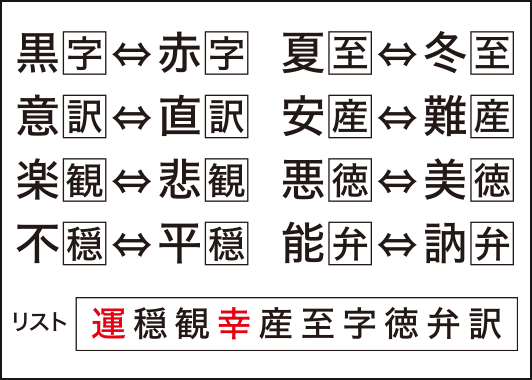 黒字⇔赤字 夏至⇔冬至
意訳⇔直訳 安産⇔難産
楽観⇔悲観 悪徳⇔美徳
不穏⇔平穏 能弁⇔訥弁
リスト 運穏観幸産至字徳弁訳